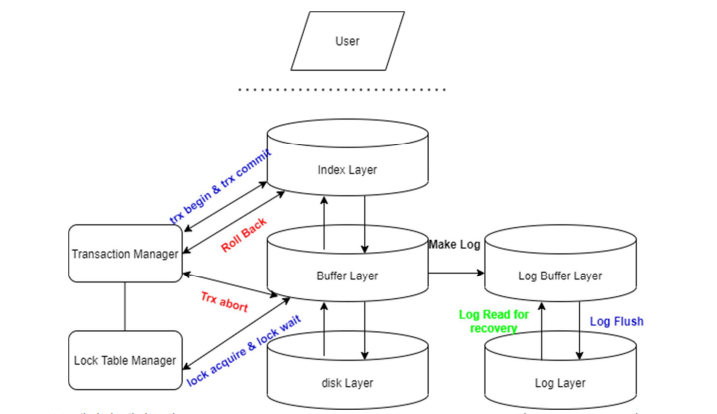 User
trx begin & trx commit
Index Layer
Roll Back
Transaction Manager
Buffer Layer
Make Log
Log Buffer Layer
Trx abort
lock acquire & lock wait
Log Read for
recovery
Log Flush
Lock Table Manager
disk Layer
Log Layer